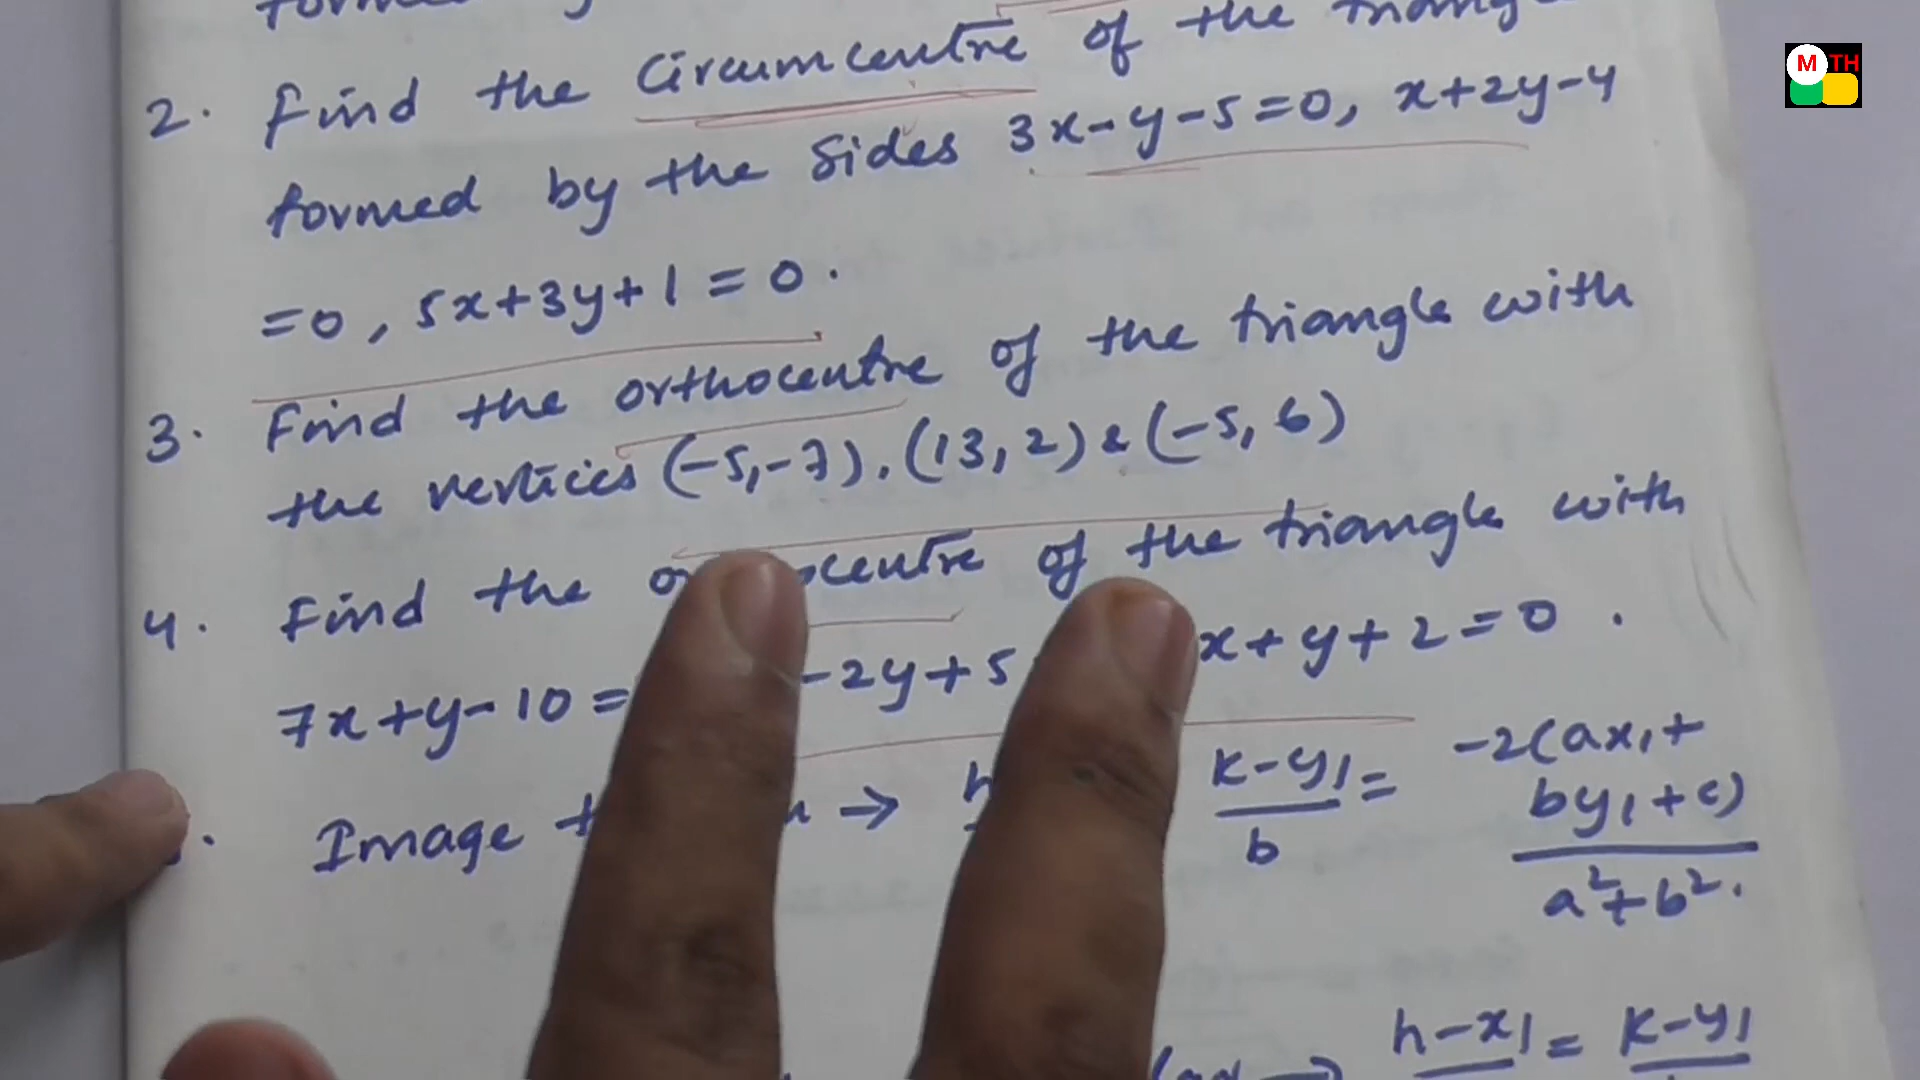 2. Find the Circumcentre of the
formed by the Sides 3x-y-5=0, x+2y-4
=0, 5x+3y+1=0.
3. Find the orthocentre of the triangle with
the vertices (-5,-7), (13, 2) & (-5, 6)
4. Find the of the triangle with
7x+y-10= -2y+5 x+y+2=0.
Image → k-y1/b = -2(ax1+by1+c)/a²+b².
h-x1 = k-y1
M TH